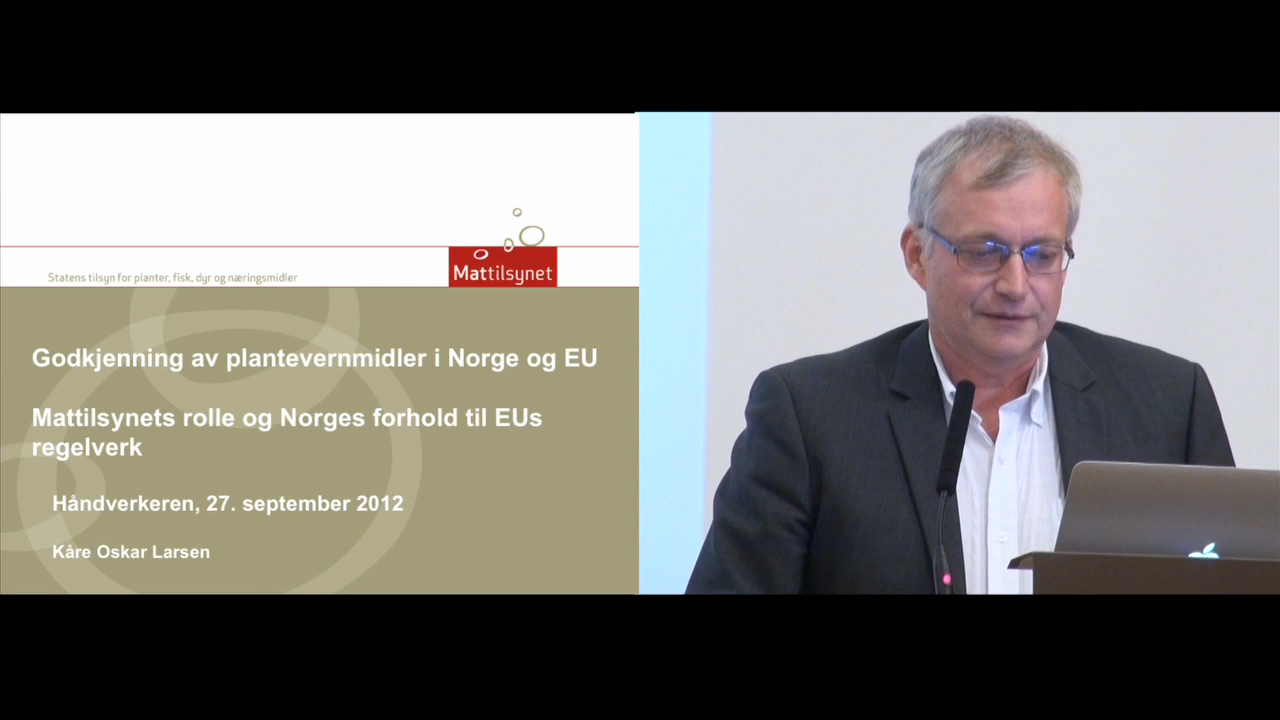 Statens tilsyn for planter, fisk, dyr og næringsmidler
Mattilsynet
Godkjenning av plantevernmidler i Norge og EU
Mattilsynets rolle og Norges forhold til EUs
regelverk
Håndverkeren, 27. september 2012
Kåre Oskar Larsen